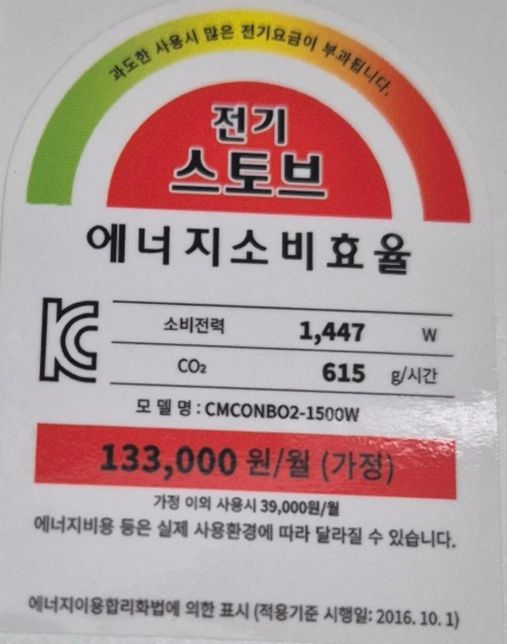 과도한 사용시 많은 전기요금이 부과됩니다.
전기
스토브
에너지소비효율
소비전력 1,447 W
CO₂ 615 g/시간
모 델 명 : CMCONBO2-1500W
133,000 원/월 (가정)
가정 이외 사용시 39,000원/월
에너지비용 등은 실제 사용환경에 따라 달라질 수 있습니다.
에너지이용합리화법에 의한 표시 (적용기준 시행일: 2016. 10. 1)